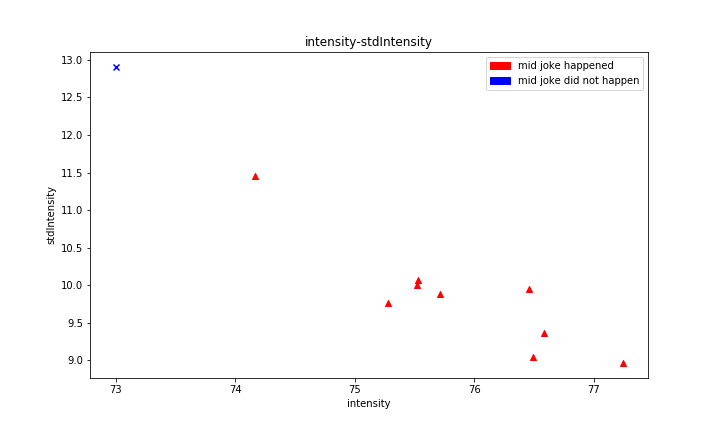 intensity-stdIntensity
mid joke happened
mid joke did not happen
13.0
12.5
12.0
11.5
11.0
10.5
10.0
9.5
9.0
stdIntensity
73 74 75 76 77
intensity